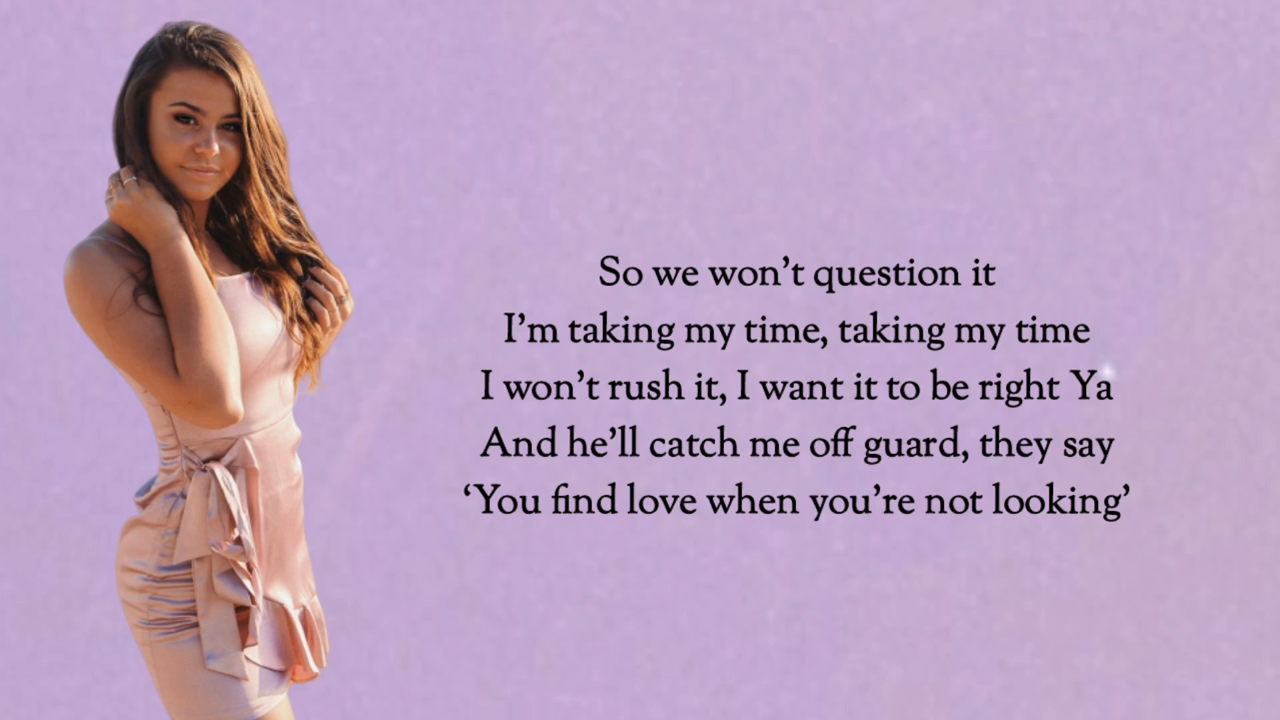 So we won’t question it
I’m taking my time, taking my time
I won’t rush it, I want it to be right Ya
And he’ll catch me off guard, they say
‘You find love when you’re not looking’